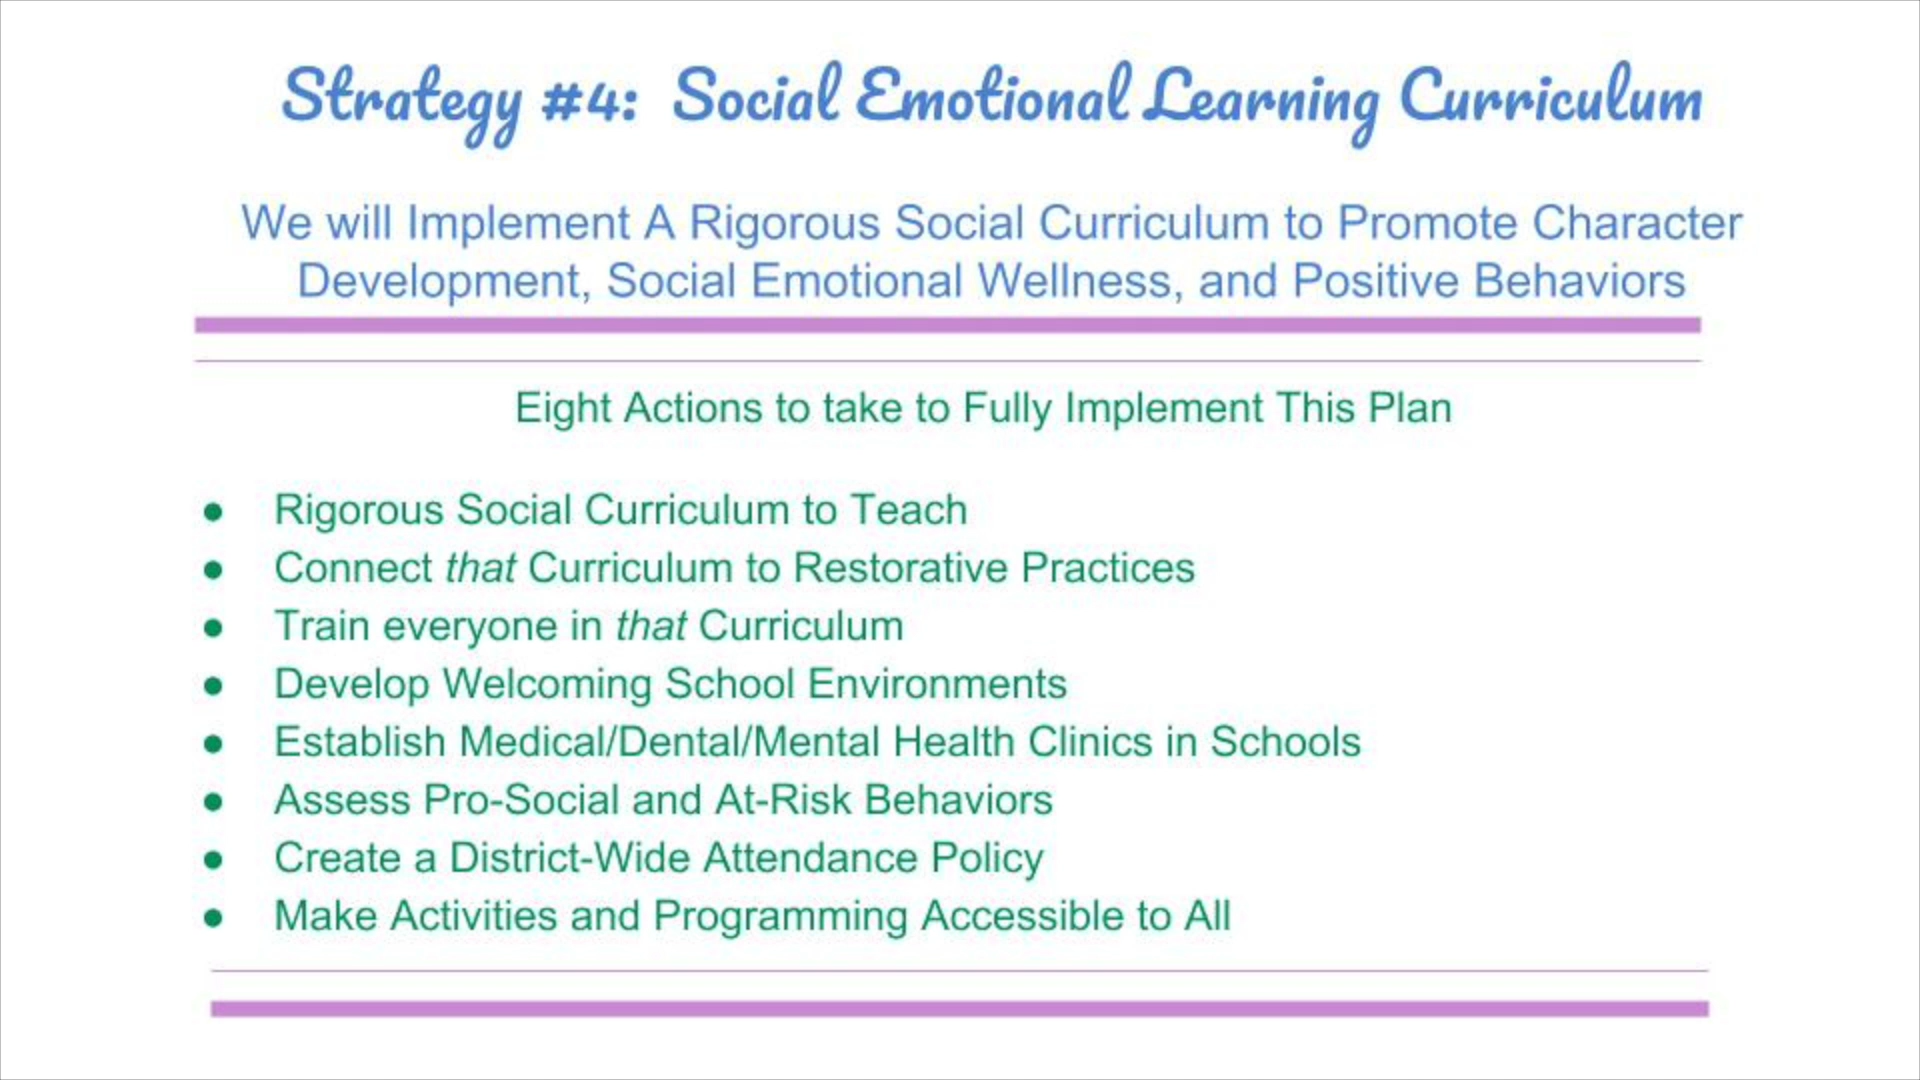 Strategy #4: Social Emotional Learning Curriculum
We will Implement A Rigorous Social Curriculum to Promote Character
Development, Social Emotional Wellness, and Positive Behaviors
Eight Actions to take to Fully Implement This Plan
● Rigorous Social Curriculum to Teach
● Connect that Curriculum to Restorative Practices
● Train everyone in that Curriculum
● Develop Welcoming School Environments
● Establish Medical/Dental/Mental Health Clinics in Schools
● Assess Pro-Social and At-Risk Behaviors
● Create a District-Wide Attendance Policy
● Make Activities and Programming Accessible to All